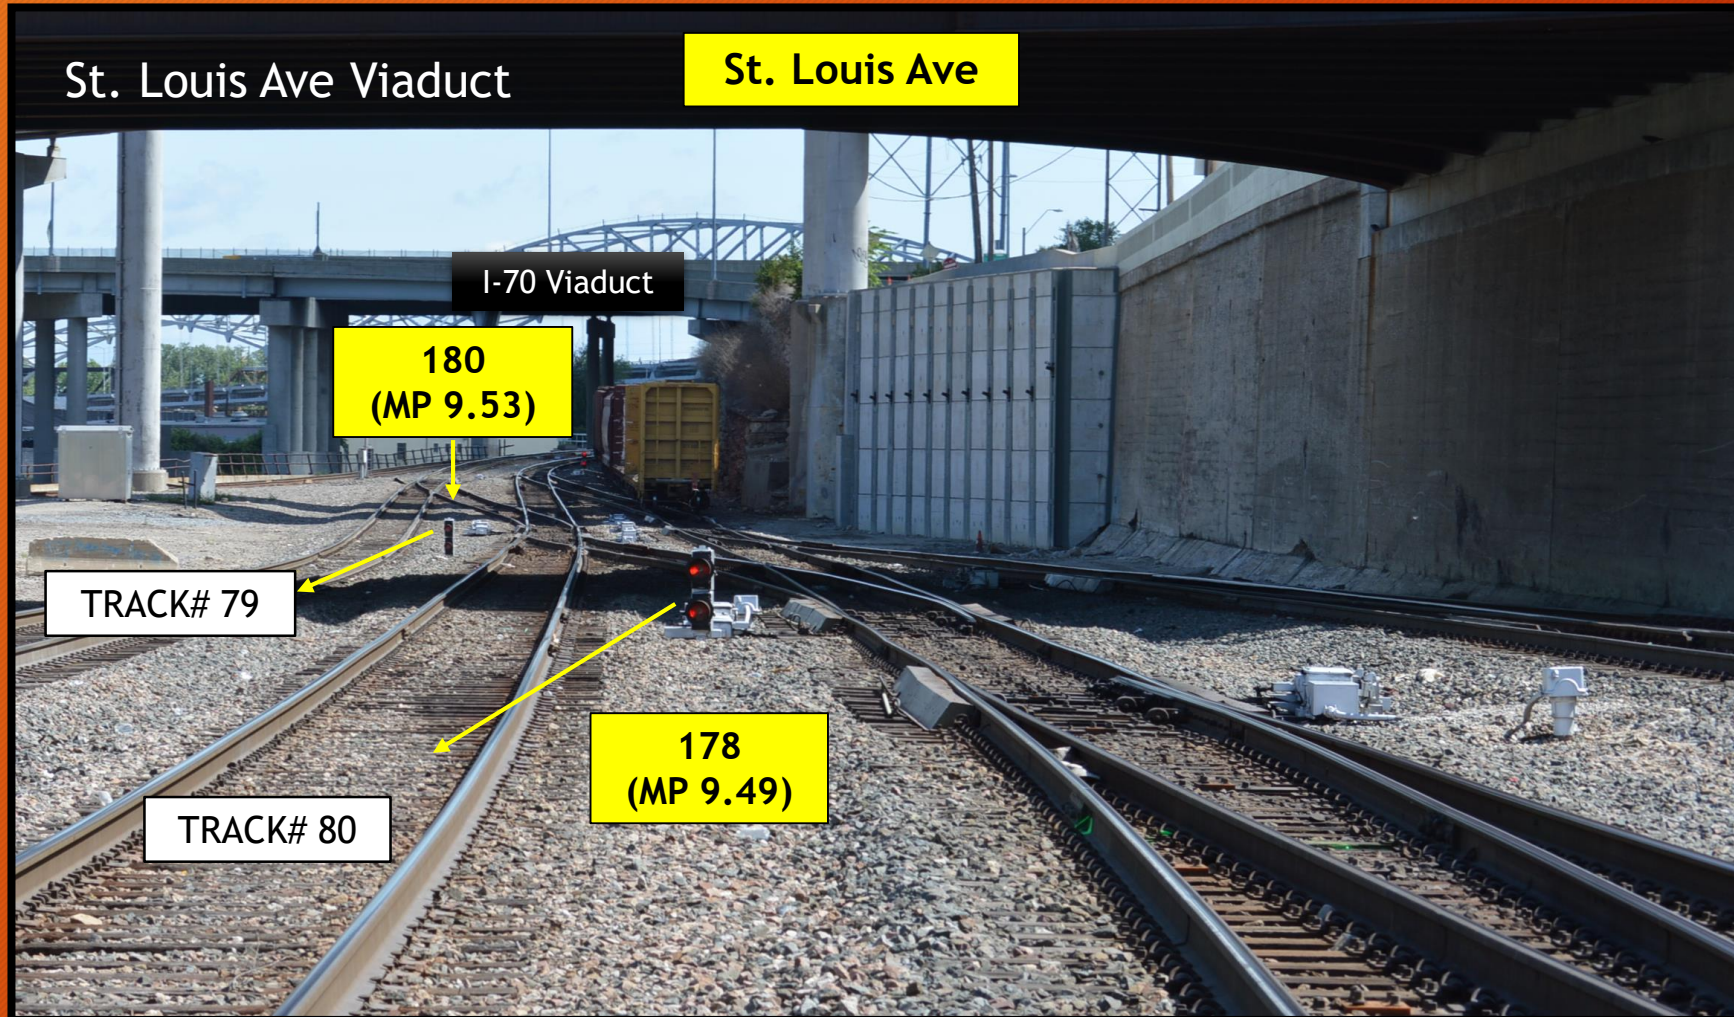 St. Louis Ave Viaduct
St. Louis Ave
I-70 Viaduct
180
(MP 9.53)
TRACK# 79
178
(MP 9.49)
TRACK# 80